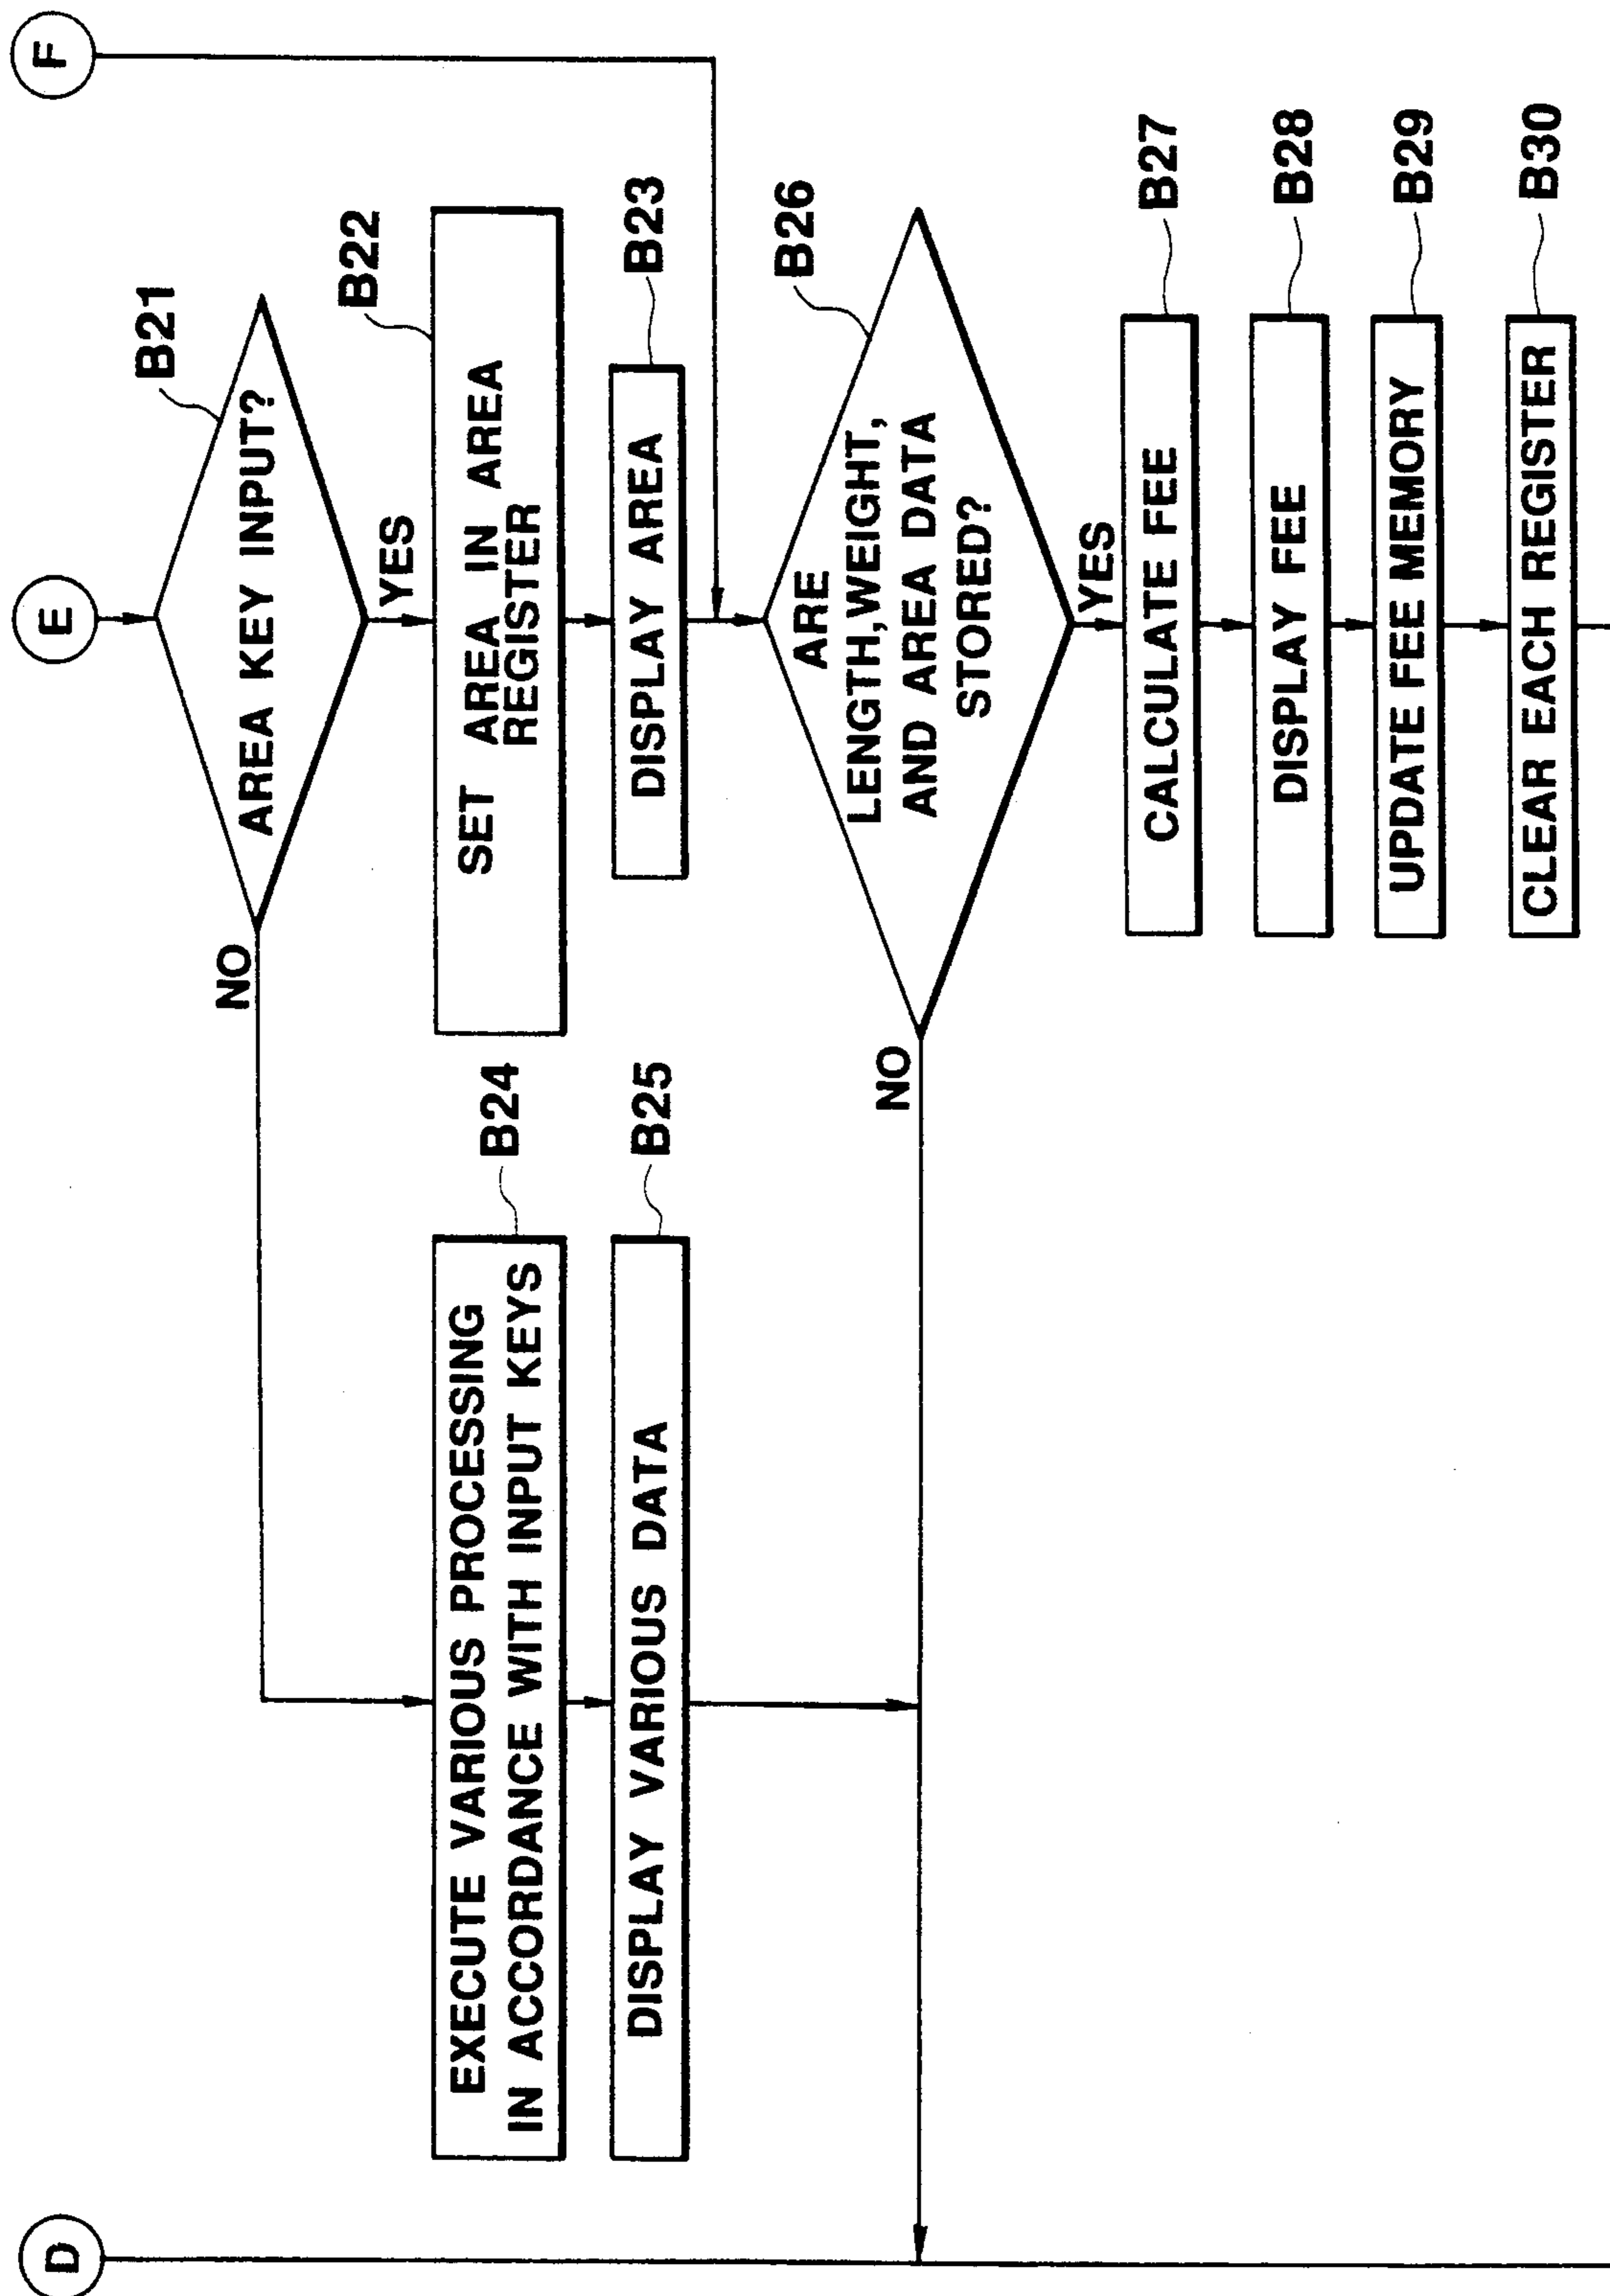 D
E
F
AREA KEY INPUT?
B21
NO
YES
SET AREA IN AREA
REGISTER
B22
DISPLAY AREA
B23
EXECUTE VARIOUS PROCESSING
IN ACCORDANCE WITH INPUT KEYS
B24
DISPLAY VARIOUS DATA
B25
ARE
LENGTH,WEIGHT,
AND AREA DATA
STORED?
B26
NO
YES
CALCULATE FEE
B27
DISPLAY FEE
B28
UPDATE FEE MEMORY
B29
CLEAR EACH REGISTER
B30